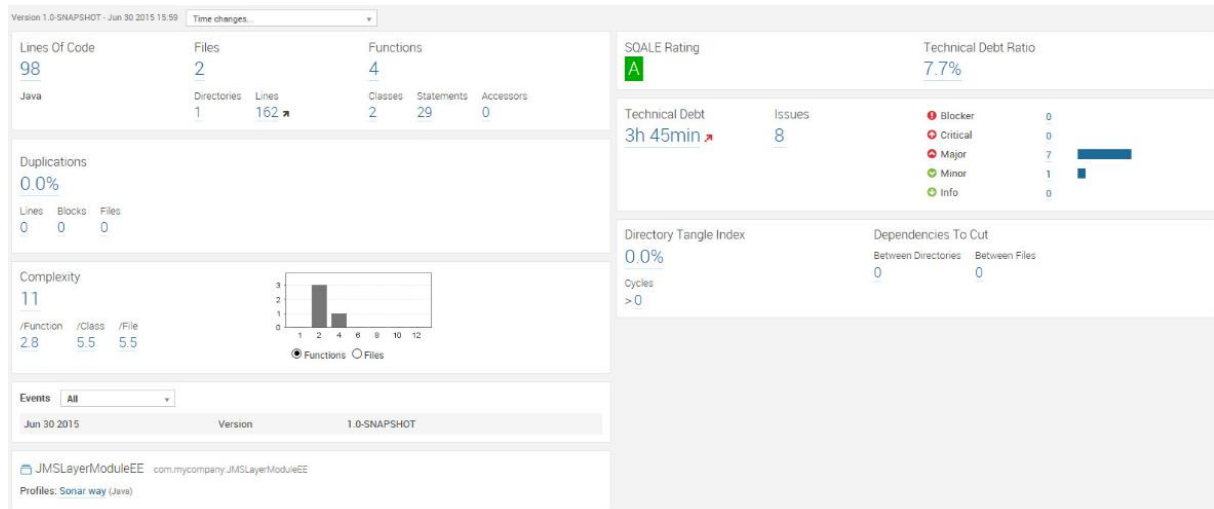 Version 1.0-SNAPSHOT - Jun 30 2015 15:59 Time changes...
Lines Of Code Files Functions
98 2 4
Java Directories Lines Classes Statements Accessors
1 162 2 29 0
Duplications
0.0%
Lines Blocks Files
0 0 0
Complexity
11
/Function /Class /File
2.8 5.5 5.5
3
2
1
0
1 2 4 6 8 10 12
Functions Files
Events All
Jun 30 2015 Version 1.0-SNAPSHOT
JMSLayerModuleEE com.mycompany:JMSLayerModuleEE
Profiles: Sonar way (Java)
SQALE Rating Technical Debt Ratio
A 7.7%
Technical Debt Issues
3h 45min 8
Blocker 0
Critical 0
Major 7
Minor 1
Info 0
Directory Tangle Index Dependencies To Cut
0.0% Between Directories Between Files
0 0
Cycles
> 0